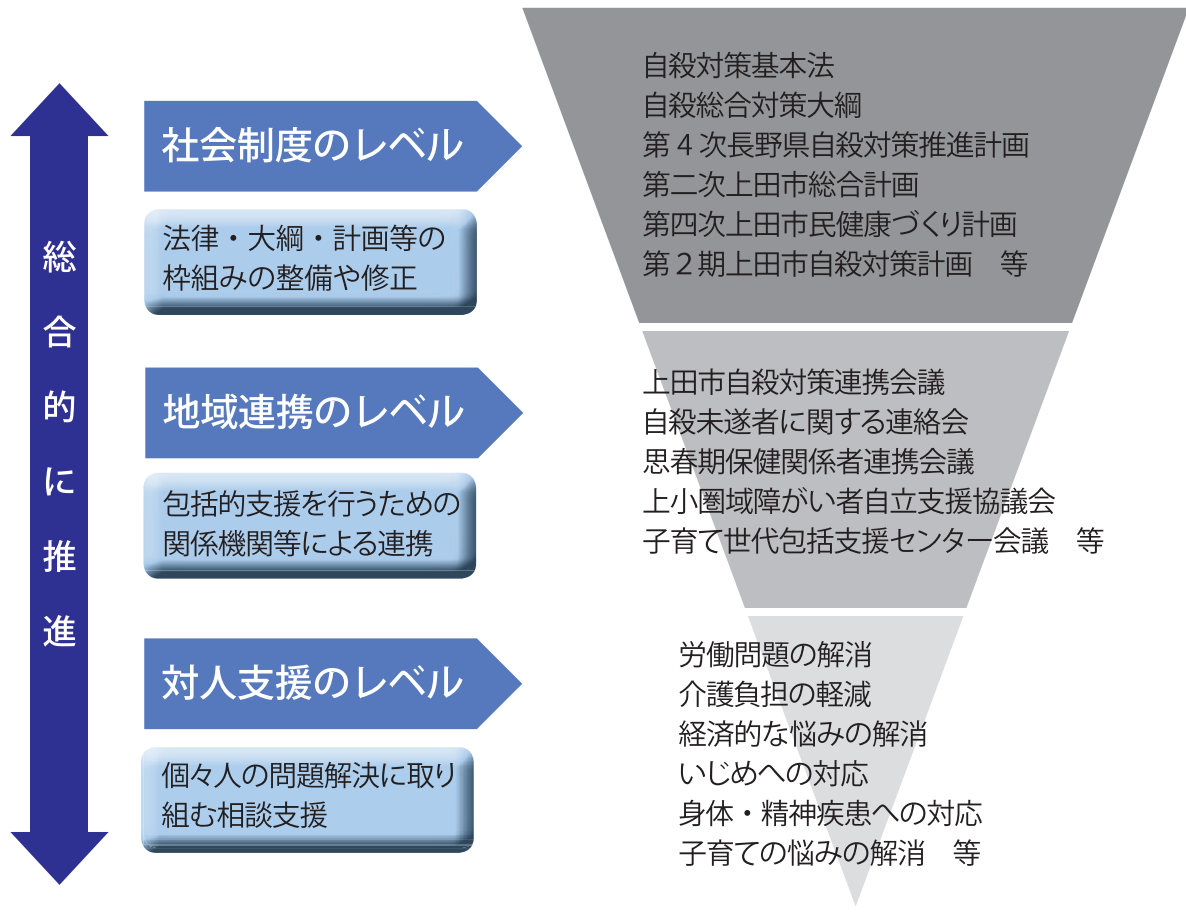 総合的に推進
社会制度のレベル
法律・大綱・計画等の
枠組みの整備や修正
自殺対策基本法
自殺総合対策大綱
第4次長野県自殺対策推進計画
第二次上田市総合計画
第四次上田市民健康づくり計画
第2期上田市自殺対策計画　等
地域連携のレベル
包括的支援を行うための
関係機関等による連携
上田市自殺対策連携会議
自殺未遂者に関する連絡会
思春期保健関係者連携会議
上小圏域障がい者自立支援協議会
子育て世代包括支援センター会議　等
対人支援のレベル
個々人の問題解決に取り
組む相談支援
労働問題の解消
介護負担の軽減
経済的な悩みの解消
いじめへの対応
身体・精神疾患への対応
子育ての悩みの解消　等